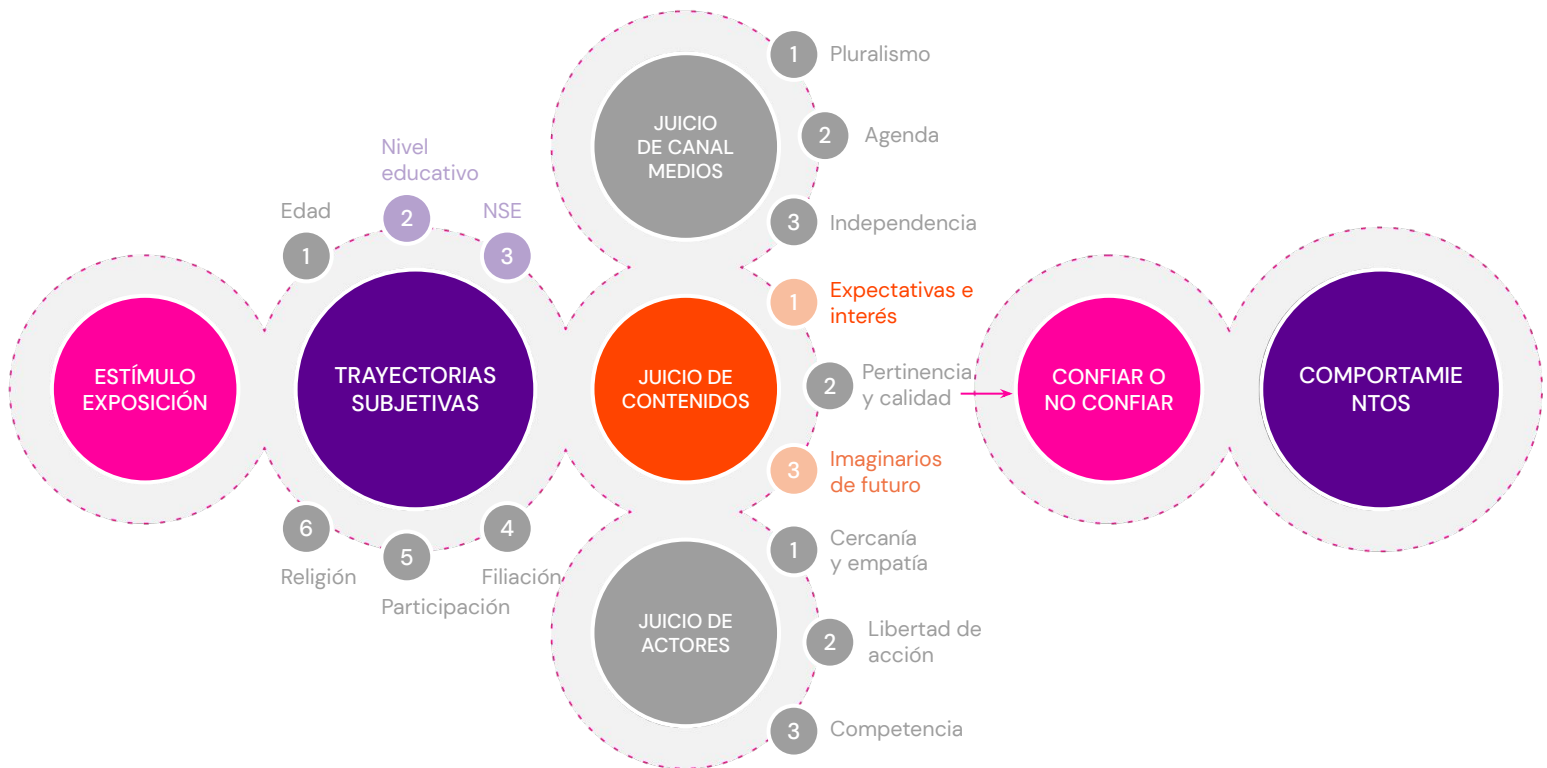 ESTÍMULO
EXPOSICIÓN
TRAYECTORIAS
SUBJETIVAS
1
Edad
2
Nivel
educativo
3
NSE
4
Filiación
5
Participación
6
Religión
JUICIO
DE CANAL
MEDIOS
1
Pluralismo
2
Agenda
3
Independencia
JUICIO DE
CONTENIDOS
1
Expectativas e
interés
2
Pertinencia
y calidad
3
Imaginarios
de futuro
JUICIO DE
ACTORES
1
Cercanía
y empatía
2
Libertad de
acción
3
Competencia
CONFIAR O
NO CONFIAR
COMPORTAMIE
NTOS